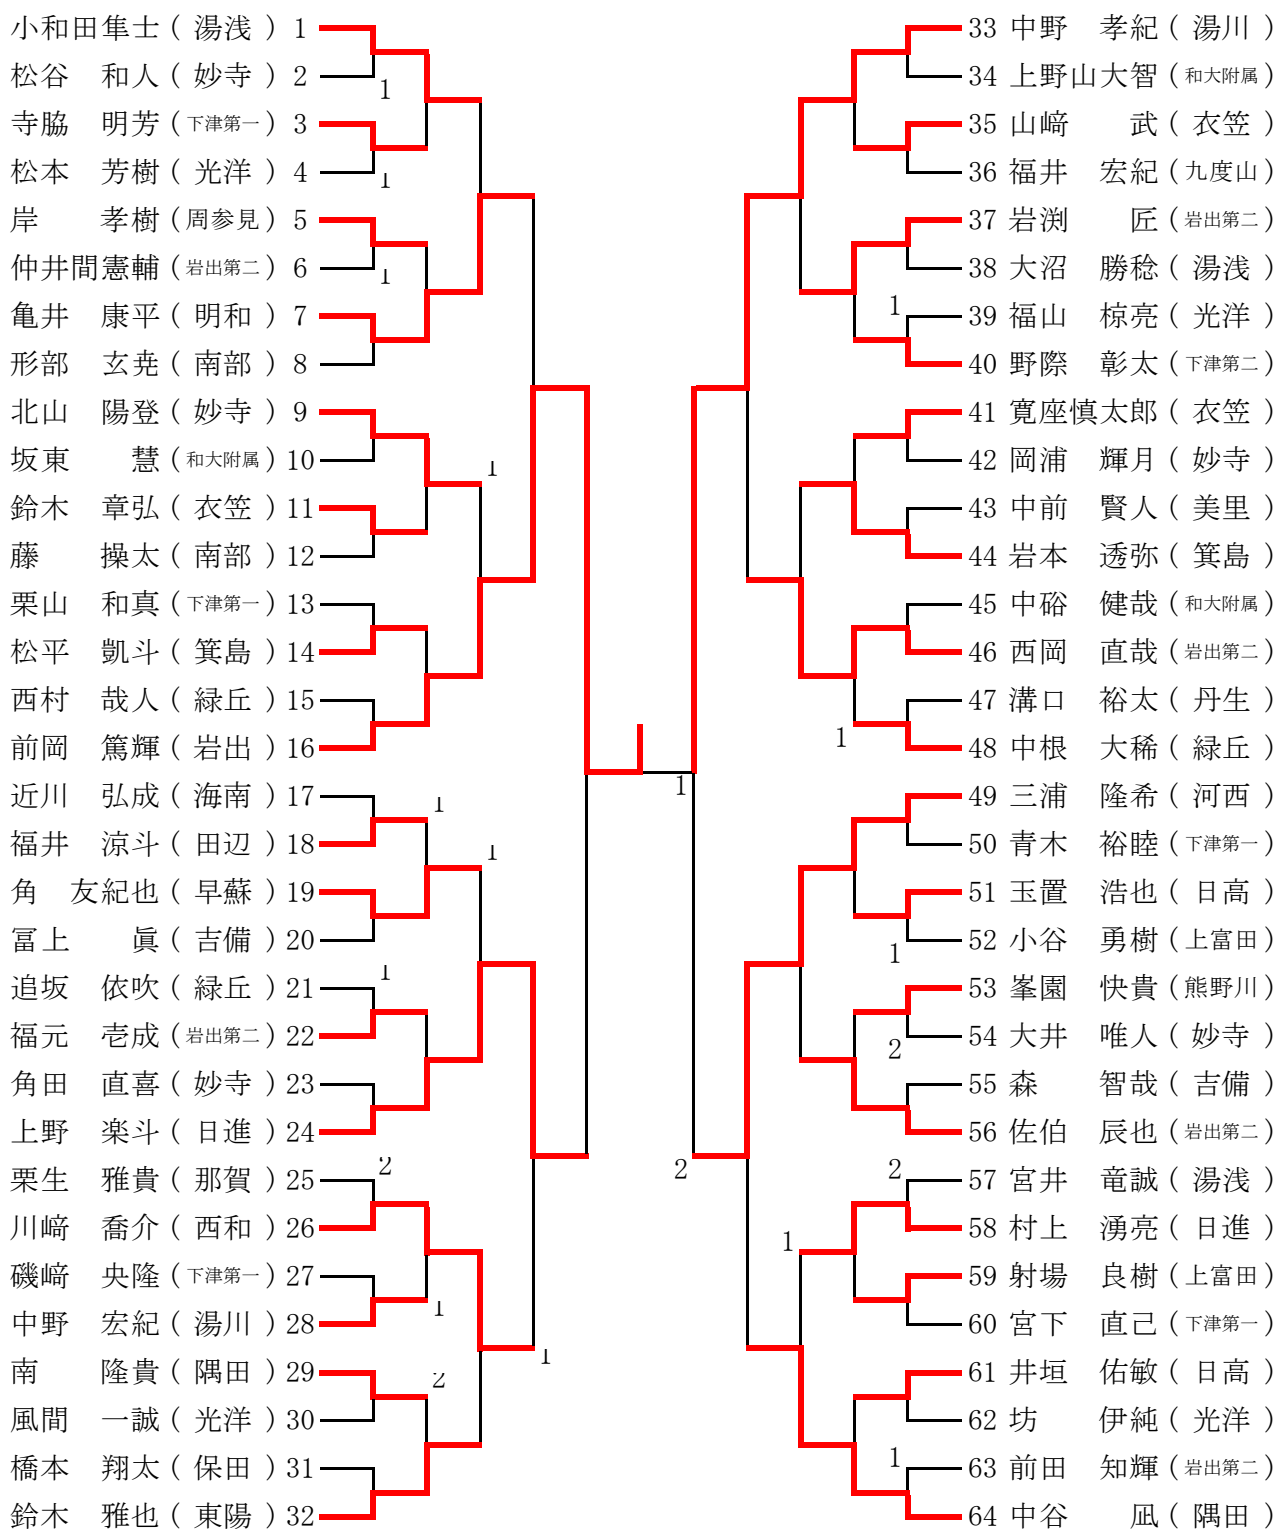 小和田隼士 ( 湯浅 ) 1
松谷 和人 ( 妙寺 ) 2
1
寺脇 明芳 ( 下津第一 ) 3
松本 芳樹 ( 光洋 ) 4
1
岸 孝樹 ( 周参見 ) 5
仲井間憲輔 ( 岩出第二 ) 6
1
亀井 康平 ( 明和 ) 7
形部 玄尭 ( 南部 ) 8
北山 陽登 ( 妙寺 ) 9
坂東 慧 ( 和大附属 ) 10
1
鈴木 章弘 ( 衣笠 ) 11
藤 操太 ( 南部 ) 12
栗山 和真 ( 下津第一 ) 13
松平 凱斗 ( 箕島 ) 14
西村 哉人 ( 緑丘 ) 15
前岡 篤輝 ( 岩出 ) 16
近川 弘成 ( 海南 ) 17
1
福井 涼斗 ( 田辺 ) 18
1
角 友紀也 ( 早蘇 ) 19
冨上 眞 ( 吉備 ) 20
1
追坂 依吹 ( 緑丘 ) 21
福元 壱成 ( 岩出第二 ) 22
角田 直喜 ( 妙寺 ) 23
上野 楽斗 ( 日進 ) 24
2
栗生 雅貴 ( 那賀 ) 25
川﨑 喬介 ( 西和 ) 26
磯﨑 央隆 ( 下津第一 ) 27
1
中野 宏紀 ( 湯川 ) 28
1
南 隆貴 ( 隅田 ) 29
2
風間 一誠 ( 光洋 ) 30
橋本 翔太 ( 保田 ) 31
鈴木 雅也 ( 東陽 ) 32
1
2
33 中野 孝紀 ( 湯川 )
34 上野山大智 ( 和大附属 )
35 山﨑 武 ( 衣笠 )
36 福井 宏紀 ( 九度山 )
37 岩渕 匠 ( 岩出第二 )
38 大沼 勝稔 ( 湯浅 )
1
39 福山 椋亮 ( 光洋 )
40 野際 彰太 ( 下津第二 )
41 寛座慎太郎 ( 衣笠 )
42 岡浦 輝月 ( 妙寺 )
43 中前 賢人 ( 美里 )
44 岩本 透弥 ( 箕島 )
45 中硲 健哉 ( 和大附属 )
46 西岡 直哉 ( 岩出第二 )
47 溝口 裕太 ( 丹生 )
1
48 中根 大稀 ( 緑丘 )
49 三浦 隆希 ( 河西 )
50 青木 裕睦 ( 下津第一 )
51 玉置 浩也 ( 日高 )
52 小谷 勇樹 ( 上富田 )
1
53 峯園 快貴 ( 熊野川 )
54 大井 唯人 ( 妙寺 )
2
55 森 智哉 ( 吉備 )
56 佐伯 辰也 ( 岩出第二 )
2
57 宮井 竜誠 ( 湯浅 )
58 村上 湧亮 ( 日進 )
1
59 射場 良樹 ( 上富田 )
60 宮下 直己 ( 下津第一 )
61 井垣 佑敏 ( 日高 )
62 坊 伊純 ( 光洋 )
1
63 前田 知輝 ( 岩出第二 )
64 中谷 凪 ( 隅田 )